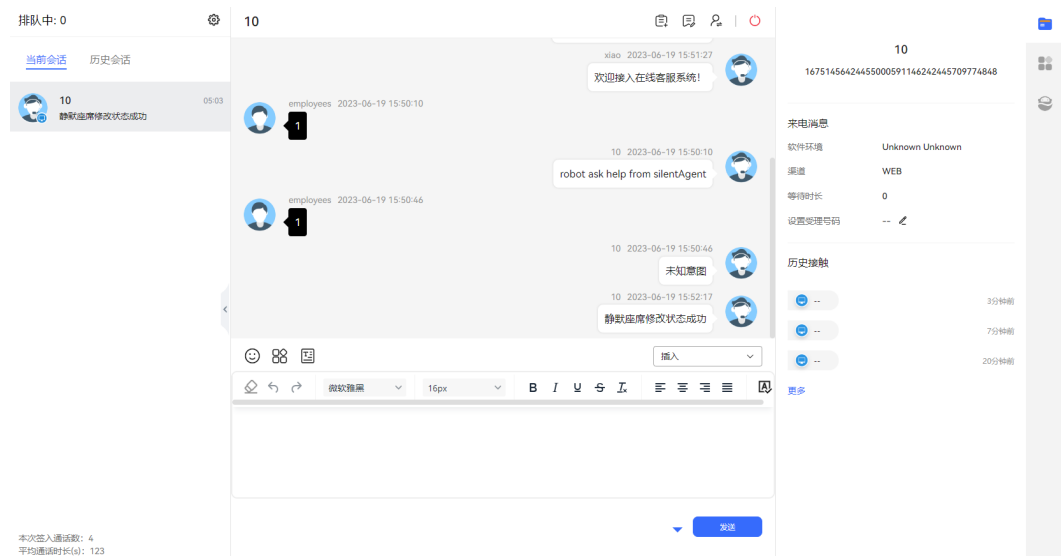 排队中: 0
当前会话
历史会话
10
05:03
静默座席修改状态成功
本次签入通话数: 4
平均通话时长(s): 123
10
xiao 2023-06-19 15:51:27
欢迎接入在线客服系统!
employees 2023-06-19 15:50:10
1
10 2023-06-19 15:50:10
robot ask help from silentAgent
employees 2023-06-19 15:50:46
1
10 2023-06-19 15:50:46
未知意图
10 2023-06-19 15:52:17
静默座席修改状态成功
插入
微软雅黑
16px
发送
10
1675145642445500059114624244570977­4848
来电消息
软件环境 Unknown Unknown
渠道 WEB
等待时长 0
设置受理号码 --
历史接触
-- 3分钟前
-- 7分钟前
-- 20分钟前
更多